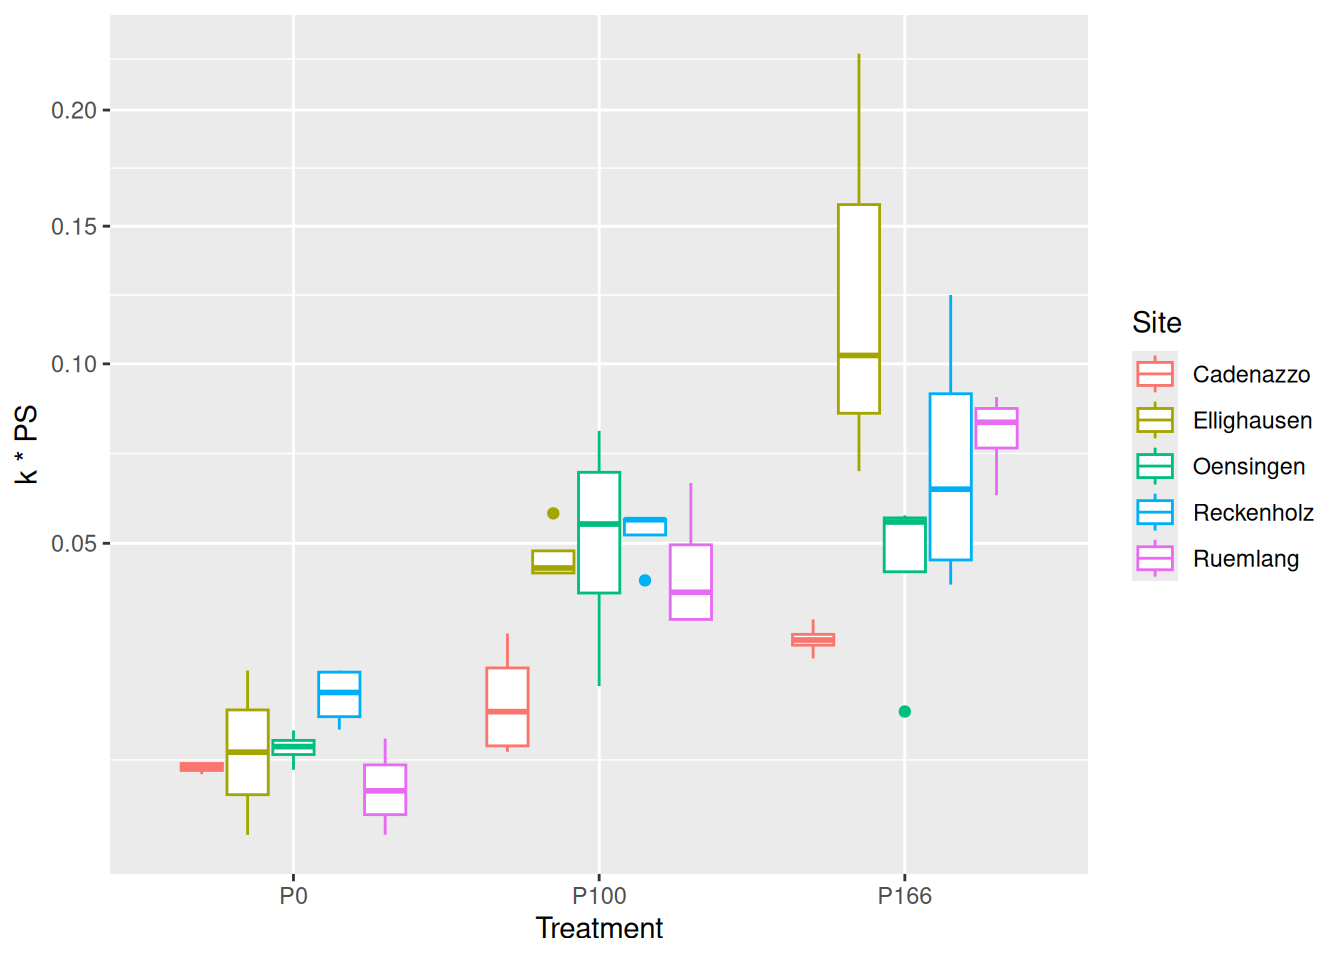 k * PS
0.20
0.15
0.10
0.05
P0
P100
P166
Treatment
Site
Cadenazzo
Ellighausen
Oensingen
Reckenholz
Ruemlang